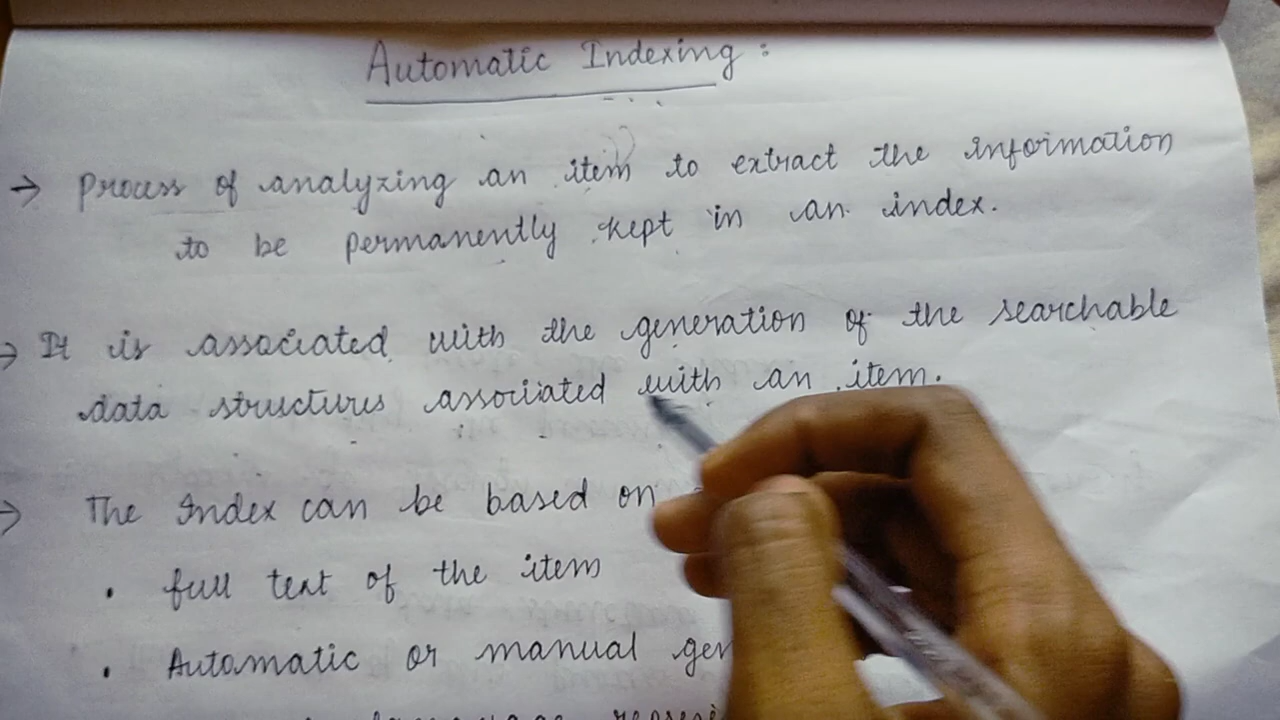 Automatic Indexing :
→ Process of analyzing an item to extract the information
to be permanently kept in an index.
→ It is associated with the generation of the searchable
data structures associated with an item.
→ The Index can be based on
• full text of the item
• Automatic or manual
language